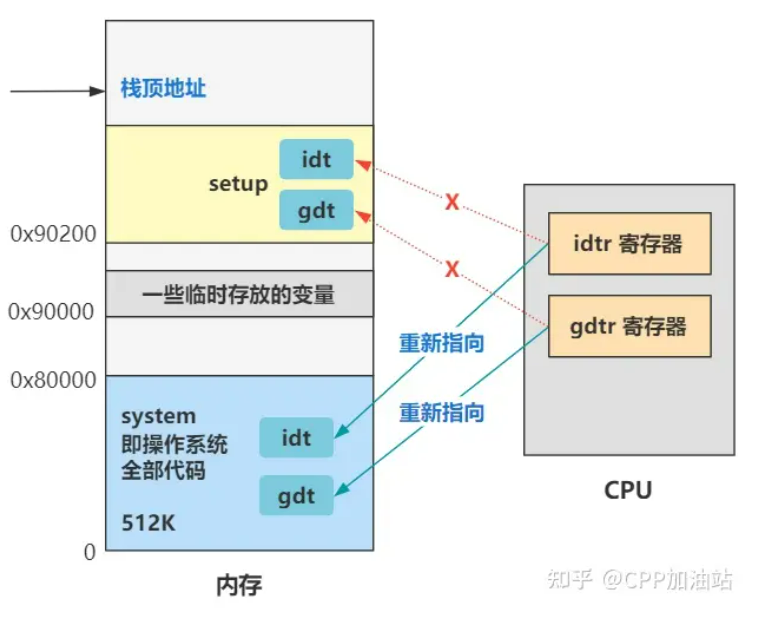 栈顶地址
idt
setup
gdt
0x90200
一些临时存放的变量
0x90000
0x80000
system
即操作系统
全部代码
512K
idt
gdt
0
内存
X
X
重新指向
重新指向
idtr 寄存器
gdtr 寄存器
CPU
知乎 @CPP加油站